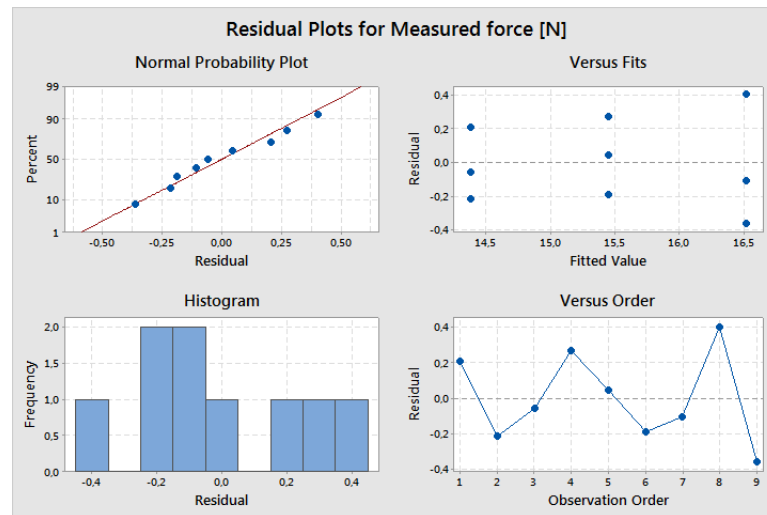 Residual Plots for Measured force [N]
Normal Probability Plot
99
90
50
10
1
Percent
-0,50 -0,25 0,00 0,25 0,50
Residual
Versus Fits
0,4
0,2
0,0
-0,2
-0,4
Residual
14,5 15,0 15,5 16,0 16,5
Fitted Value
Histogram
2,0
1,5
1,0
0,5
0,0
Frequency
-0,4 -0,2 0,0 0,2 0,4
Residual
Versus Order
0,4
0,2
0,0
-0,2
-0,4
Residual
1 2 3 4 5 6 7 8 9
Observation Order